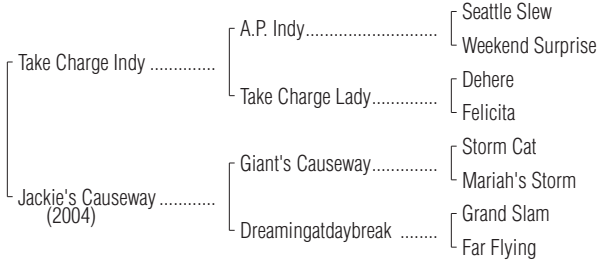 Seattle Slew
A.P. Indy..........................
Weekend Surprise
Take Charge Indy .............
Dehere
Take Charge Lady.............
Felicita
Storm Cat
Giant's Causeway.............
Mariah's Storm
Jackie's Causeway ...........
(2004)
Grand Slam
Dreamingatdaybreak ........
Far Flying